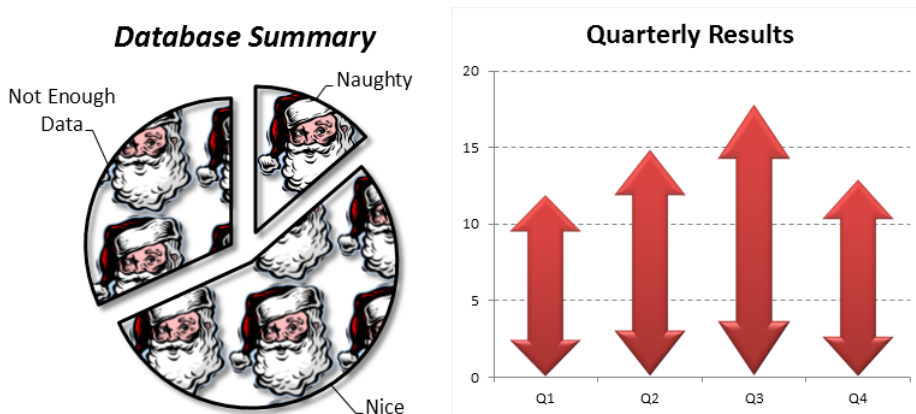 Database Summary
Naughty
Not Enough
Data
Nice
Quarterly Results
20
15
10
5
0
Q1 Q2 Q3 Q4